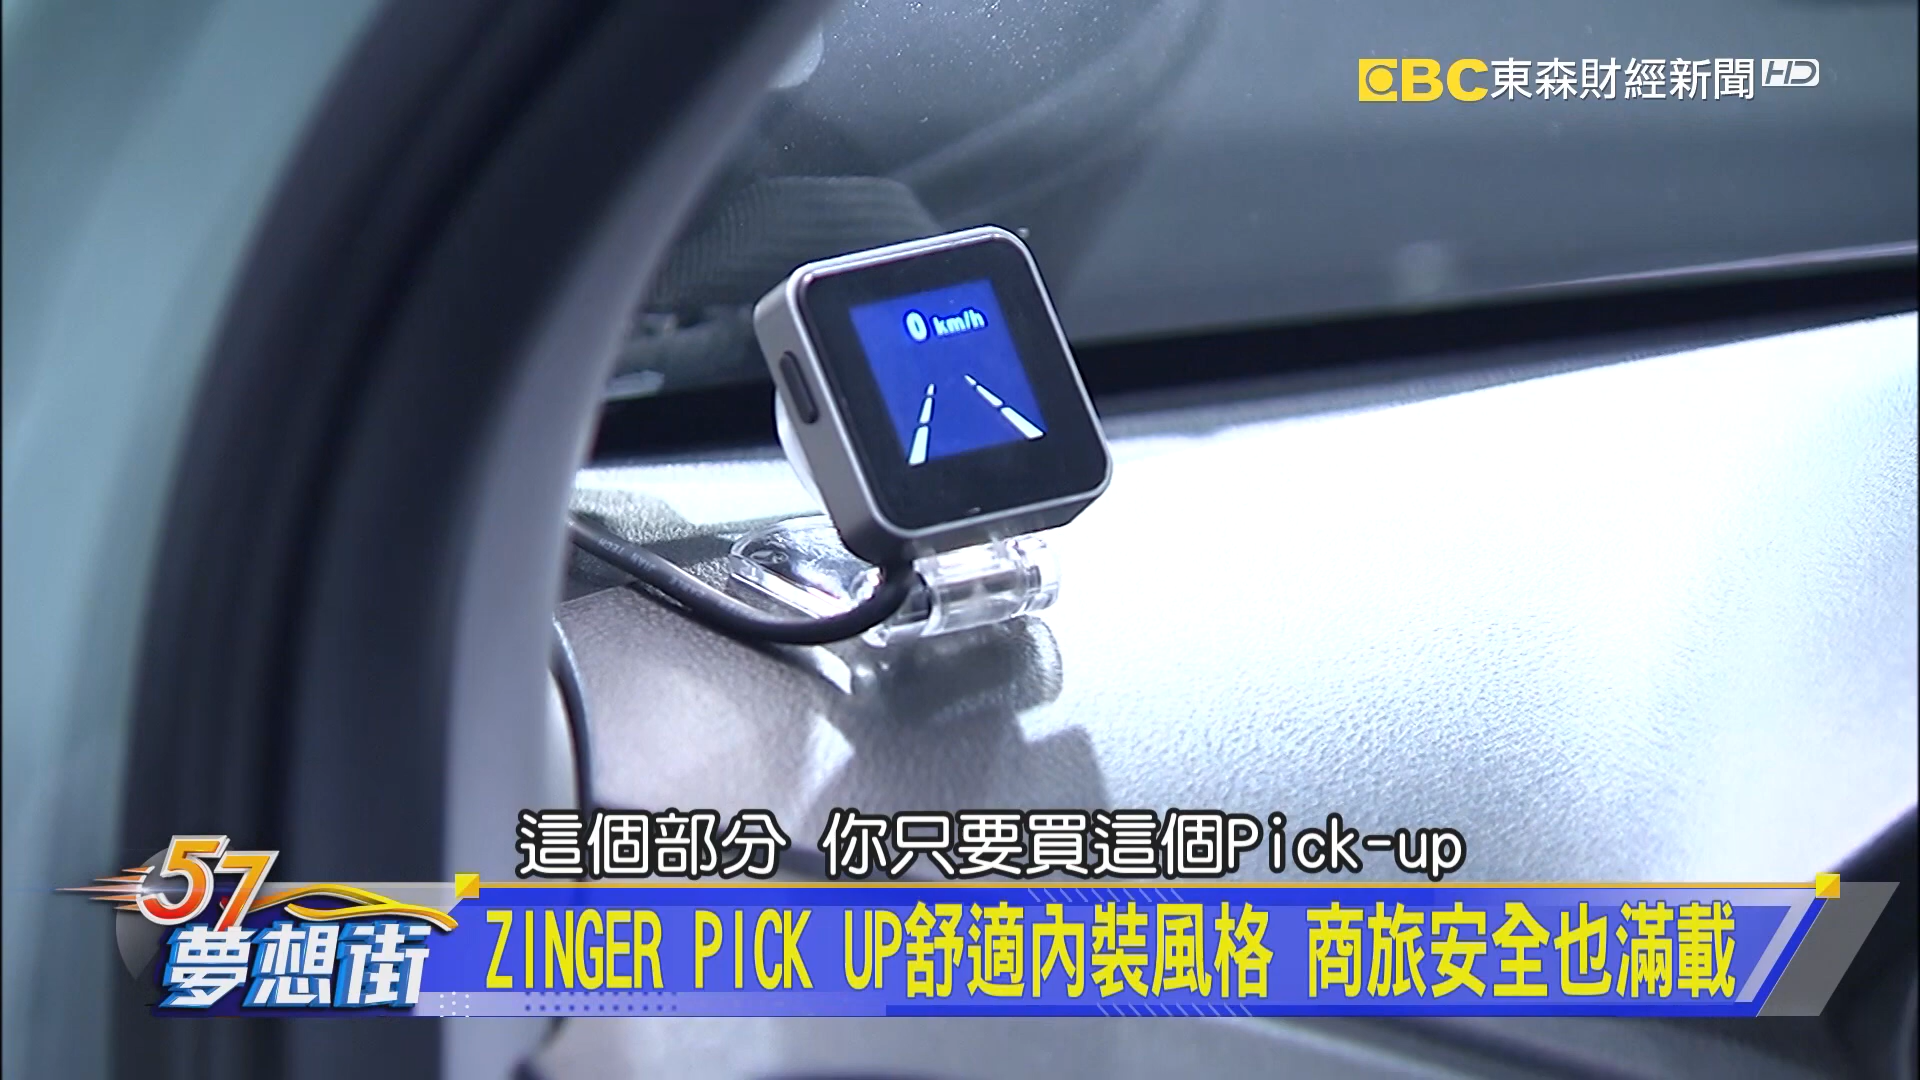 EBC東森財經新聞HD
0 km/h
這個部分 你只要買這個Pick-up
57
夢想街
ZINGER PICK UP舒適內裝風格 商旅安全也滿載